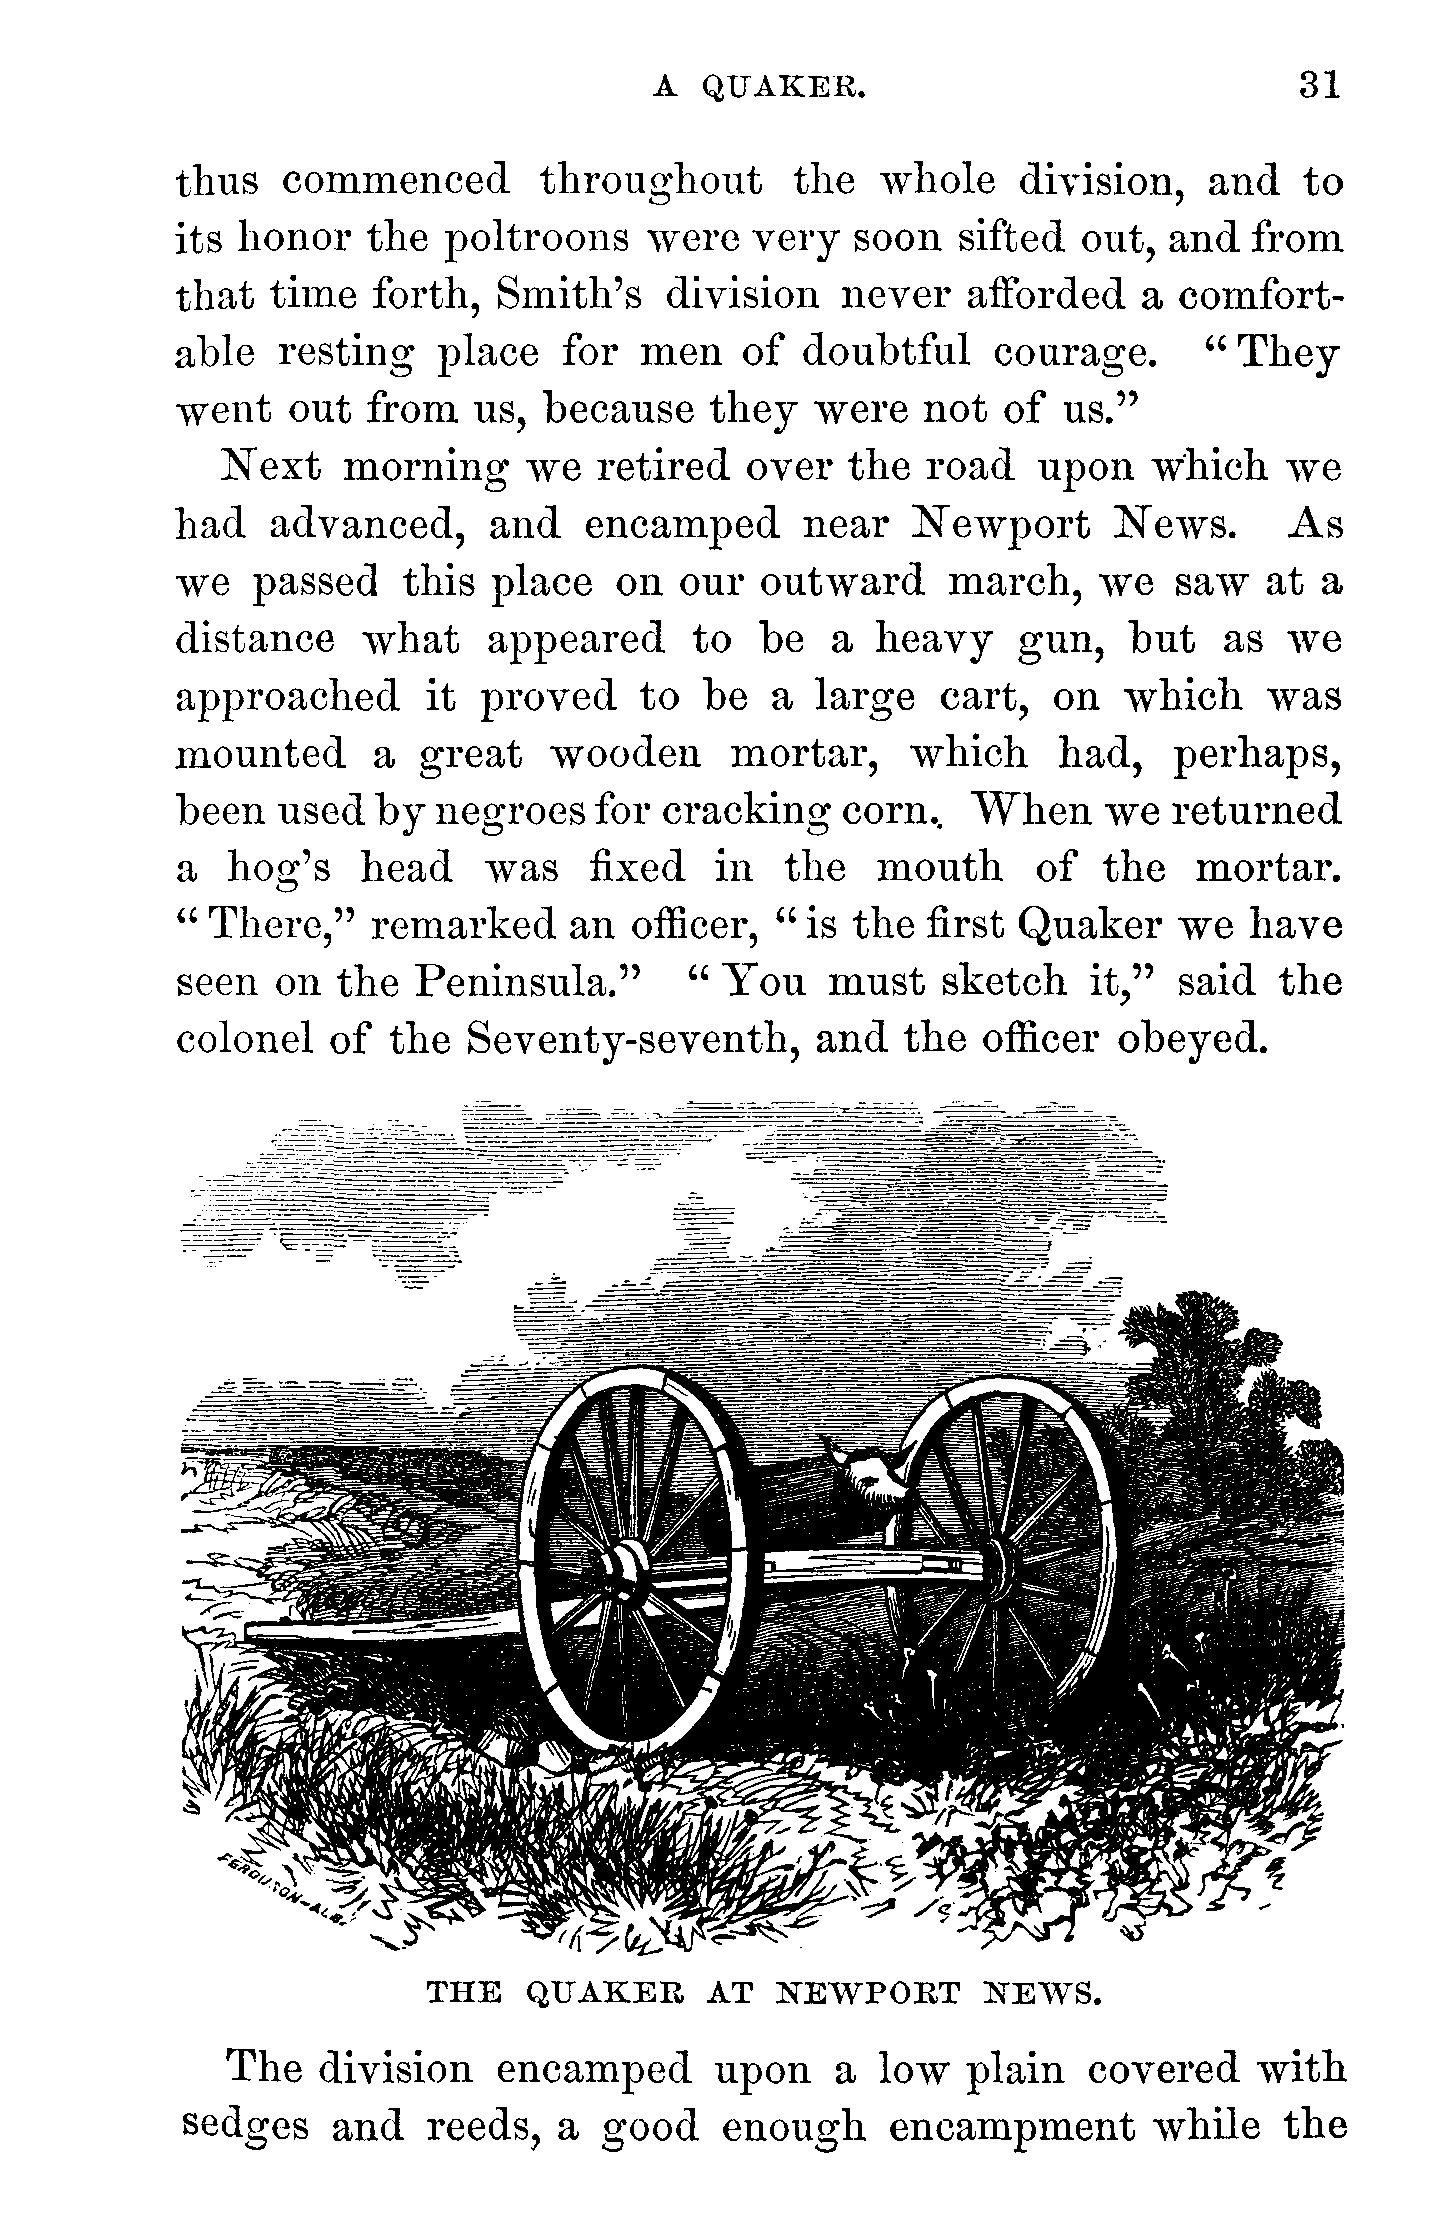 A QUAKER. 31
thus commenced throughout the whole division, and to
its honor the poltroons were very soon sifted out, and from
that time forth, Smith’s division never afforded a comfort-
able resting place for men of doubtful courage. “They
went out from us, because they were not of us.”
Next morning we retired over the road upon which we
had advanced, and encamped near Newport News. As
we passed this place on our outward march, we saw at a
distance what appeared to be a heavy gun, but as we
approached it proved to be a large cart, on which was
mounted a great wooden mortar, which had, perhaps,
been used by negroes for cracking corn. When we returned
a hog’s head was fixed in the mouth of the mortar.
“There,” remarked an officer, “is the first Quaker we have
seen on the Peninsula.” “You must sketch it,” said the
colonel of the Seventy-seventh, and the officer obeyed.
FERGUSON-ALB.
THE QUAKER AT NEWPORT NEWS.
The division encamped upon a low plain covered with
sedges and reeds, a good enough encampment while the